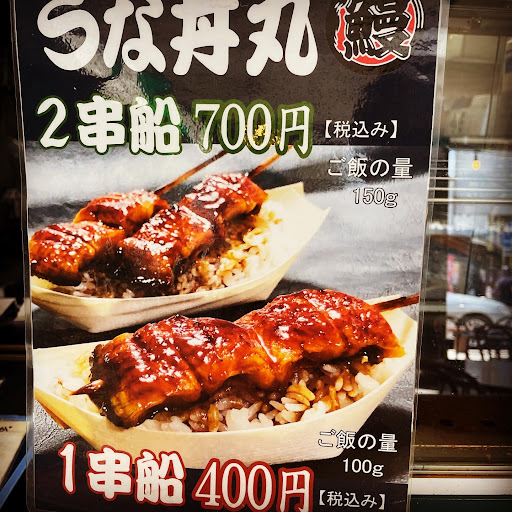 うな丼丸 鰻
2串船 700円【税込み】
ご飯の量
150g
ご飯の量
100g
1串船 400円【税込み】